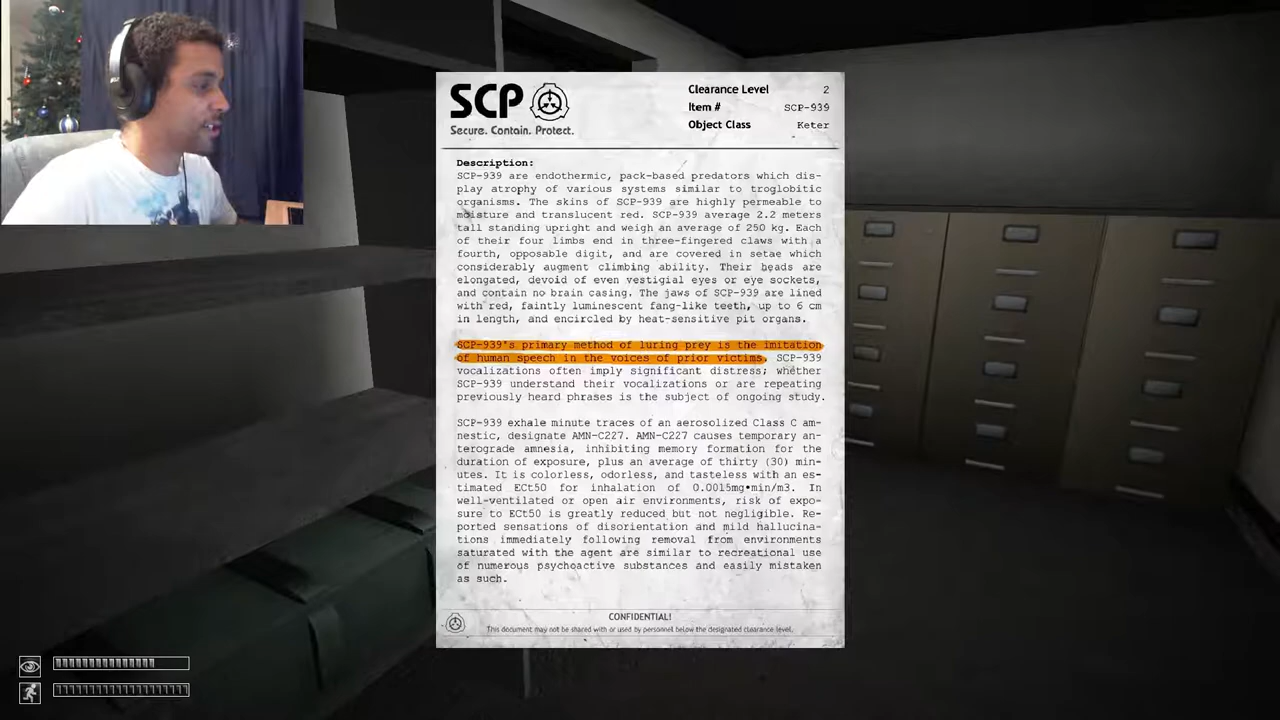 SCP
Secure. Contain. Protect.
Clearance Level 2
Item # SCP-939
Object Class Keter
Description:
SCP-939 are endothermic, pack-based predators which dis-
play atrophy of various systems similar to troglobitic
organisms. The skins of SCP-939 are highly permeable to
moisture and translucent red. SCP-939 average 2.2 meters
tall standing upright and weigh an average of 250 kg. Each
of their four limbs end in three-fingered claws with a
fourth, opposable digit, and are covered in setae which
considerably augment climbing ability. Their heads are
elongated, devoid of even vestigial eyes or eye sockets,
and contain no brain casing. The jaws of SCP-939 are lined
with red, faintly luminescent fang-like teeth, up to 6 cm
in length, and encircled by heat-sensitive pit organs.
SCP-939's primary method of luring prey is the imitation
of human speech in the voices of prior victims. SCP-939
vocalizations often imply significant distress; whether
SCP-939 understand their vocalizations or are repeating
previously heard phrases is the subject of ongoing study.
SCP-939 exhale minute traces of an aerosolized Class C am-
nestic, designate AMN-C227. AMN-C227 causes temporary an-
terograde amnesia, inhibiting memory formation for the
duration of exposure, plus an average of thirty (30) min-
utes. It is colorless, odorless, and tasteless with an es-
timated ECt50 for inhalation of 0.0015mg•min/m3. In
well-ventilated or open air environments, risk of expo-
sure to ECt50 is greatly reduced but not negligible. Re-
ported sensations of disorientation and mild hallucina-
tions immediately following removal from environments
saturated with the agent are similar to recreational use
of numerous psychoactive substances and easily mistaken
as such.
CONFIDENTIAL!
This document may not be shared with or used by personnel below the designated clearance level.